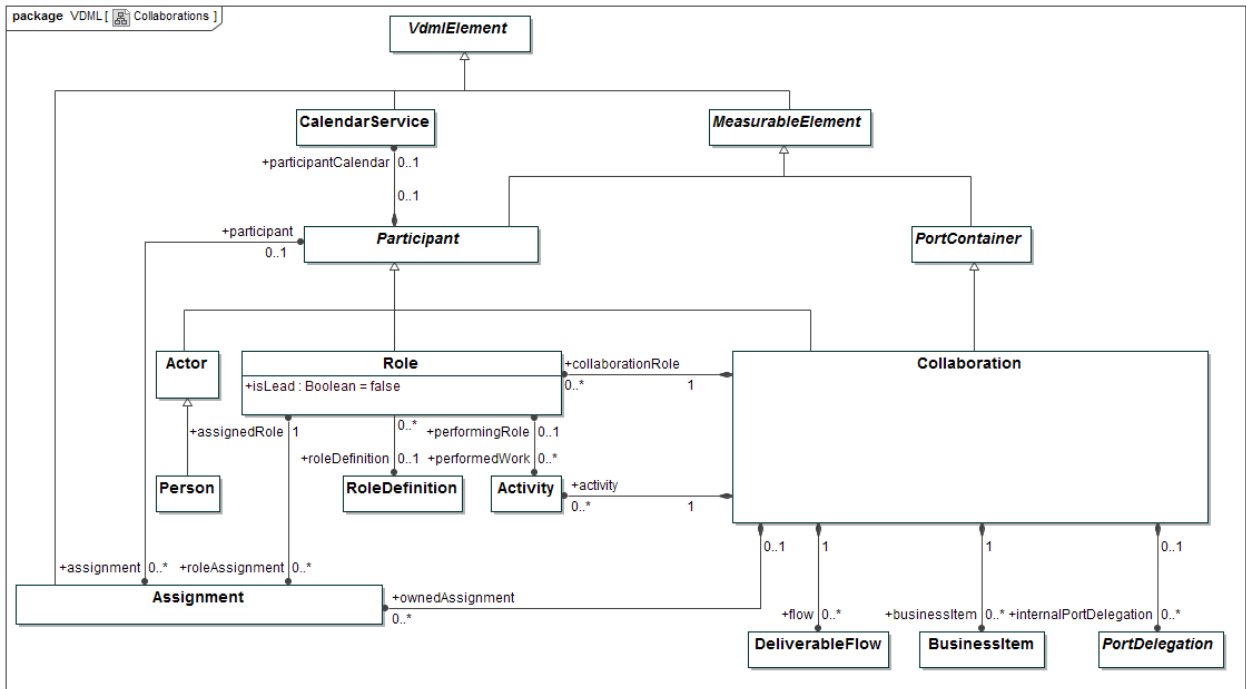 package VDML [ Collaborations ]
VdmlElement
CalendarService
MeasurableElement
+participantCalendar 0..1
0..1
+participant
0..1
Participant
PortContainer
Actor
Role
+isLead : Boolean = false
+collaborationRole
0..* 1
Collaboration
+assignedRole 1
0..*
+roleDefinition 0..1
+performingRole 0..1
+performedWork 0..*
Person
RoleDefinition
Activity
+activity
0..* 1
+assignment 0..*
+roleAssignment 0..*
Assignment
+ownedAssignment
0..*
0..1
1
1
0..1
+flow 0..*
+businessItem 0..*
+internalPortDelegation 0..*
DeliverableFlow
BusinessItem
PortDelegation